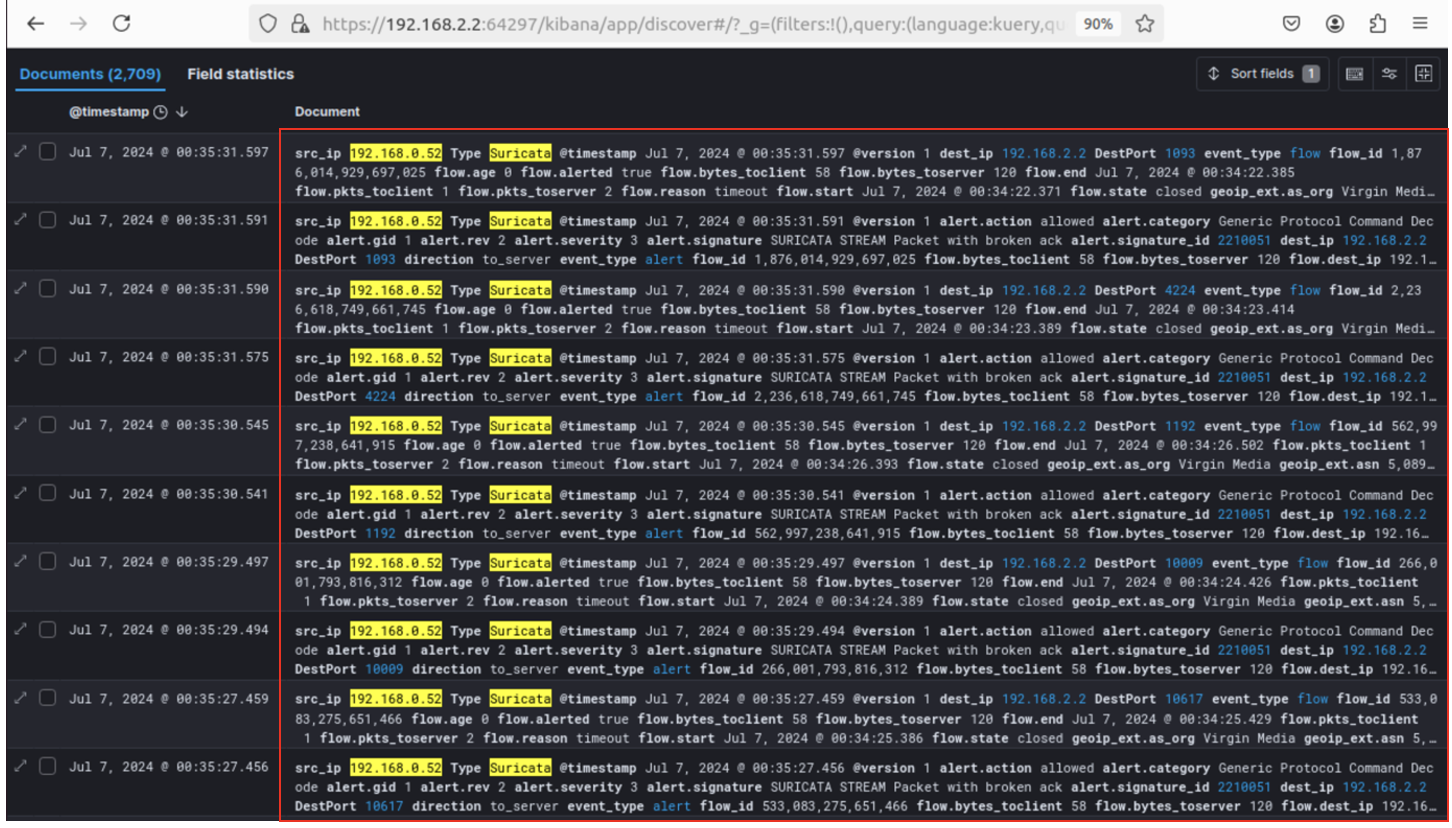 https://192.168.2.2:64297/kibana/app/discover#/?_g=(filters:!(),query:(language:kuery,qu 90%
Documents (2,709) Field statistics Sort fields 1
@timestamp Document
Jul 7, 2024 @ 00:35:31.597 src_ip 192.168.0.52 Type Suricata @timestamp Jul 7, 2024 @ 00:35:31.597 @version 1 dest_ip 192.168.2.2 DestPort 1093 event_type flow flow_id 1,87
6,014,929,697,025 flow.age 0 flow.alerted true flow.bytes_toclient 58 flow.bytes_toserver 120 flow.end Jul 7, 2024 @ 00:34:22.385
flow.pkts_toclient 1 flow.pkts_toserver 2 flow.reason timeout flow.start Jul 7, 2024 @ 00:34:22.371 flow.state closed geoip_ext.as_org Virgin Medi…
Jul 7, 2024 @ 00:35:31.591 src_ip 192.168.0.52 Type Suricata @timestamp Jul 7, 2024 @ 00:35:31.591 @version 1 alert.action allowed alert.category Generic Protocol Command Dec
ode alert.gid 1 alert.rev 2 alert.severity 3 alert.signature SURICATA STREAM Packet with broken ack alert.signature_id 2210051 dest_ip 192.168.2.2
DestPort 1093 direction to_server event_type alert flow_id 1,876,014,929,697,025 flow.bytes_toclient 58 flow.bytes_toserver 120 flow.dest_ip 192.1…
Jul 7, 2024 @ 00:35:31.590 src_ip 192.168.0.52 Type Suricata @timestamp Jul 7, 2024 @ 00:35:31.590 @version 1 dest_ip 192.168.2.2 DestPort 4224 event_type flow flow_id 2,23
6,618,749,661,745 flow.age 0 flow.alerted true flow.bytes_toclient 58 flow.bytes_toserver 120 flow.end Jul 7, 2024 @ 00:34:23.414
flow.pkts_toclient 1 flow.pkts_toserver 2 flow.reason timeout flow.start Jul 7, 2024 @ 00:34:23.389 flow.state closed geoip_ext.as_org Virgin Medi…
Jul 7, 2024 @ 00:35:31.575 src_ip 192.168.0.52 Type Suricata @timestamp Jul 7, 2024 @ 00:35:31.575 @version 1 alert.action allowed alert.category Generic Protocol Command Dec
ode alert.gid 1 alert.rev 2 alert.severity 3 alert.signature SURICATA STREAM Packet with broken ack alert.signature_id 2210051 dest_ip 192.168.2.2
DestPort 4224 direction to_server event_type alert flow_id 2,236,618,749,661,745 flow.bytes_toclient 58 flow.bytes_toserver 120 flow.dest_ip 192.1…
Jul 7, 2024 @ 00:35:30.545 src_ip 192.168.0.52 Type Suricata @timestamp Jul 7, 2024 @ 00:35:30.545 @version 1 dest_ip 192.168.2.2 DestPort 1192 event_type flow flow_id 562,99
7,238,641,915 flow.age 0 flow.alerted true flow.bytes_toclient 58 flow.bytes_toserver 120 flow.end Jul 7, 2024 @ 00:34:26.502 flow.pkts_toclient 1
flow.pkts_toserver 2 flow.reason timeout flow.start Jul 7, 2024 @ 00:34:26.393 flow.state closed geoip_ext.as_org Virgin Media geoip_ext.asn 5,089…
Jul 7, 2024 @ 00:35:30.541 src_ip 192.168.0.52 Type Suricata @timestamp Jul 7, 2024 @ 00:35:30.541 @version 1 alert.action allowed alert.category Generic Protocol Command Dec
ode alert.gid 1 alert.rev 2 alert.severity 3 alert.signature SURICATA STREAM Packet with broken ack alert.signature_id 2210051 dest_ip 192.168.2.2
DestPort 1192 direction to_server event_type alert flow_id 562,997,238,641,915 flow.bytes_toclient 58 flow.bytes_toserver 120 flow.dest_ip 192.16…
Jul 7, 2024 @ 00:35:29.497 src_ip 192.168.0.52 Type Suricata @timestamp Jul 7, 2024 @ 00:35:29.497 @version 1 dest_ip 192.168.2.2 DestPort 10009 event_type flow flow_id 266,0
01,793,816,312 flow.age 0 flow.alerted true flow.bytes_toclient 58 flow.bytes_toserver 120 flow.end Jul 7, 2024 @ 00:34:24.426 flow.pkts_toclient
1 flow.pkts_toserver 2 flow.reason timeout flow.start Jul 7, 2024 @ 00:34:24.389 flow.state closed geoip_ext.as_org Virgin Media geoip_ext.asn 5,…
Jul 7, 2024 @ 00:35:29.494 src_ip 192.168.0.52 Type Suricata @timestamp Jul 7, 2024 @ 00:35:29.494 @version 1 alert.action allowed alert.category Generic Protocol Command Dec
ode alert.gid 1 alert.rev 2 alert.severity 3 alert.signature SURICATA STREAM Packet with broken ack alert.signature_id 2210051 dest_ip 192.168.2.2
DestPort 10009 direction to_server event_type alert flow_id 266,001,793,816,312 flow.bytes_toclient 58 flow.bytes_toserver 120 flow.dest_ip 192.16…
Jul 7, 2024 @ 00:35:27.459 src_ip 192.168.0.52 Type Suricata @timestamp Jul 7, 2024 @ 00:35:27.459 @version 1 dest_ip 192.168.2.2 DestPort 10617 event_type flow flow_id 533,0
83,275,651,466 flow.age 0 flow.alerted true flow.bytes_toclient 58 flow.bytes_toserver 120 flow.end Jul 7, 2024 @ 00:34:25.429 flow.pkts_toclient
1 flow.pkts_toserver 2 flow.reason timeout flow.start Jul 7, 2024 @ 00:34:25.386 flow.state closed geoip_ext.as_org Virgin Media geoip_ext.asn 5,…
Jul 7, 2024 @ 00:35:27.456 src_ip 192.168.0.52 Type Suricata @timestamp Jul 7, 2024 @ 00:35:27.456 @version 1 alert.action allowed alert.category Generic Protocol Command Dec
ode alert.gid 1 alert.rev 2 alert.severity 3 alert.signature SURICATA STREAM Packet with broken ack alert.signature_id 2210051 dest_ip 192.168.2.2
DestPort 10617 direction to_server event_type alert flow_id 533,083,275,651,466 flow.bytes_toclient 58 flow.bytes_toserver 120 flow.dest_ip 192.16…